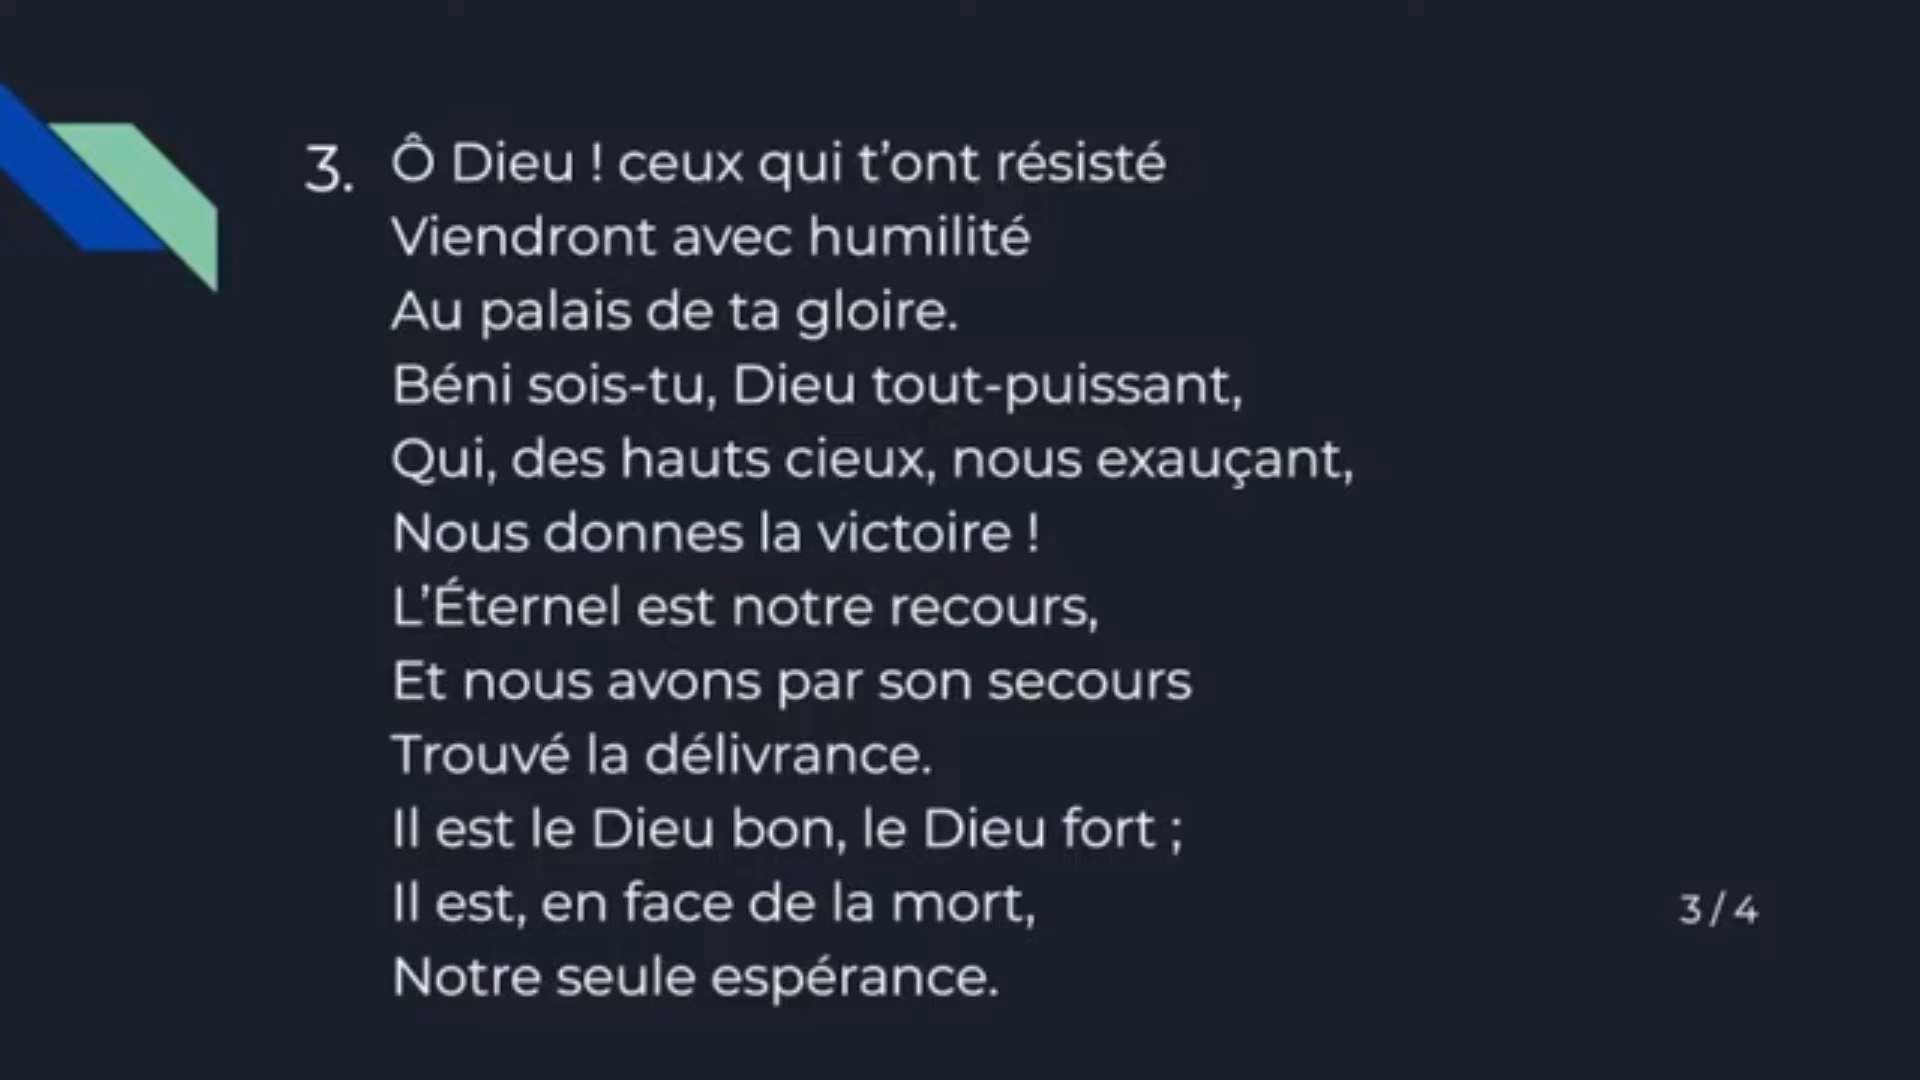 3. Ô Dieu ! ceux qui t’ont résisté
Viendront avec humilité
Au palais de ta gloire.
Béni sois-tu, Dieu tout-puissant,
Qui, des hauts cieux, nous exauçant,
Nous donnes la victoire !
L’Éternel est notre recours,
Et nous avons par son secours
Trouvé la délivrance.
Il est le Dieu bon, le Dieu fort ;
Il est, en face de la mort,
Notre seule espérance.
3 / 4